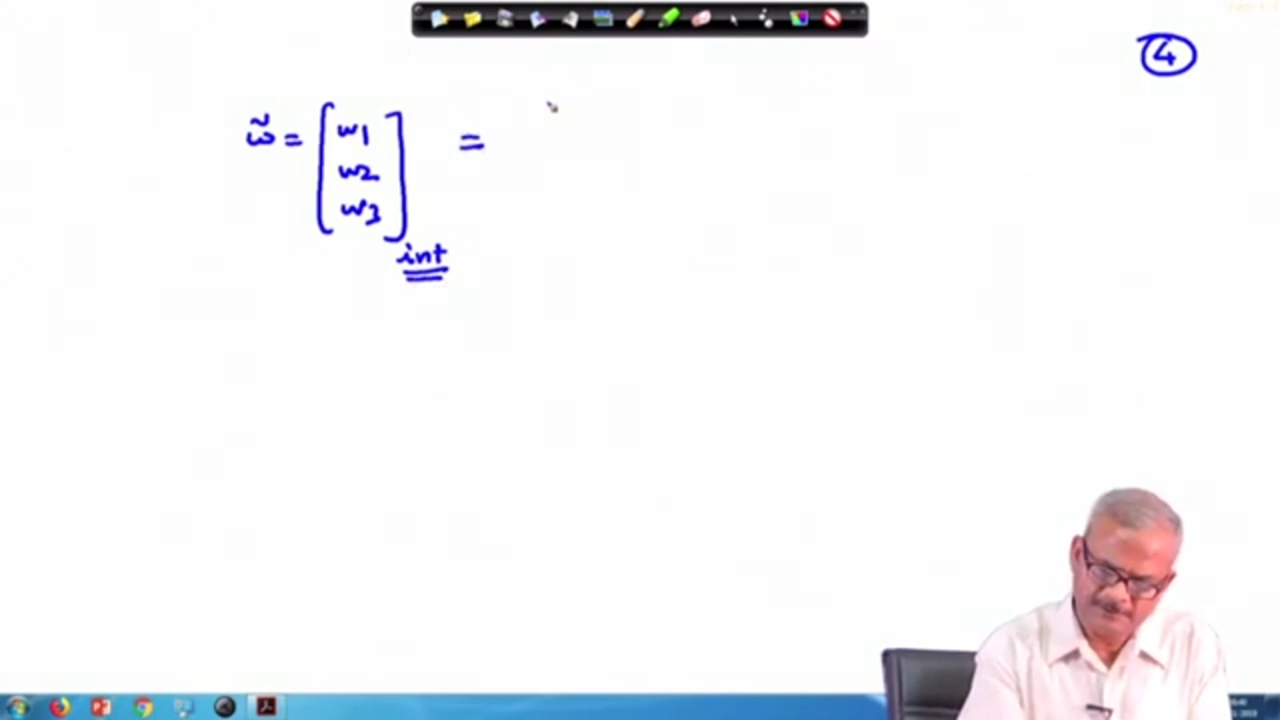 4
w̃ = [w1 w2 w3]int =